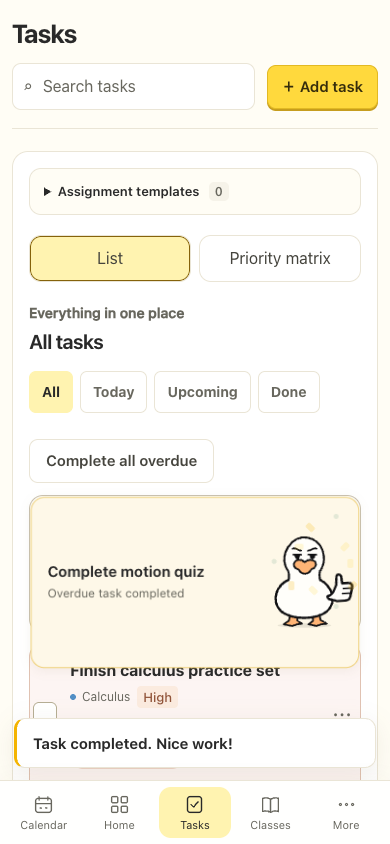 Tasks
Search tasks
+ Add task
Assignment templates 0
List
Priority matrix
Everything in one place
All tasks
All
Today
Upcoming
Done
Complete all overdue
Complete motion quiz
Overdue task completed
Finish calculus practice set
Calculus
High
Task completed. Nice work!
Calendar
Home
Tasks
Classes
More